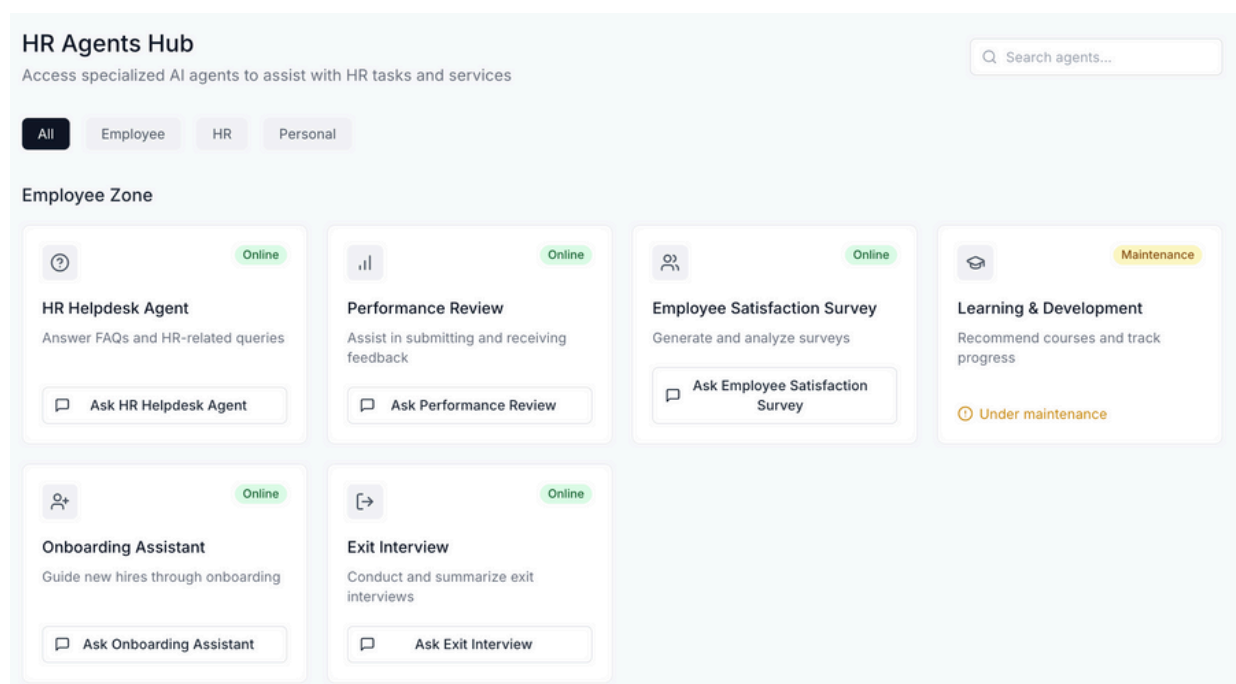 HR Agents Hub
Access specialized AI agents to assist with HR tasks and services
Search agents...
All
Employee
HR
Personal
Employee Zone
Online
HR Helpdesk Agent
Answer FAQs and HR-related queries
Ask HR Helpdesk Agent
Online
Performance Review
Assist in submitting and receiving
feedback
Ask Performance Review
Online
Employee Satisfaction Survey
Generate and analyze surveys
Ask Employee Satisfaction
Survey
Maintenance
Learning & Development
Recommend courses and track
progress
Under maintenance
Online
Onboarding Assistant
Guide new hires through onboarding
Ask Onboarding Assistant
Online
Exit Interview
Conduct and summarize exit
interviews
Ask Exit Interview